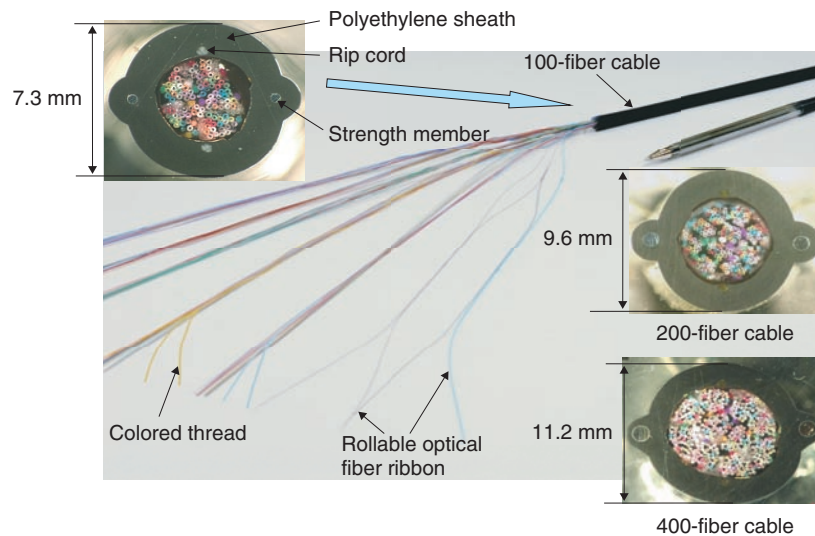 Polyethylene sheath
Rip cord
100-fiber cable
7.3 mm
Strength member
9.6 mm
200-fiber cable
Colored thread
Rollable optical
fiber ribbon
11.2 mm
400-fiber cable